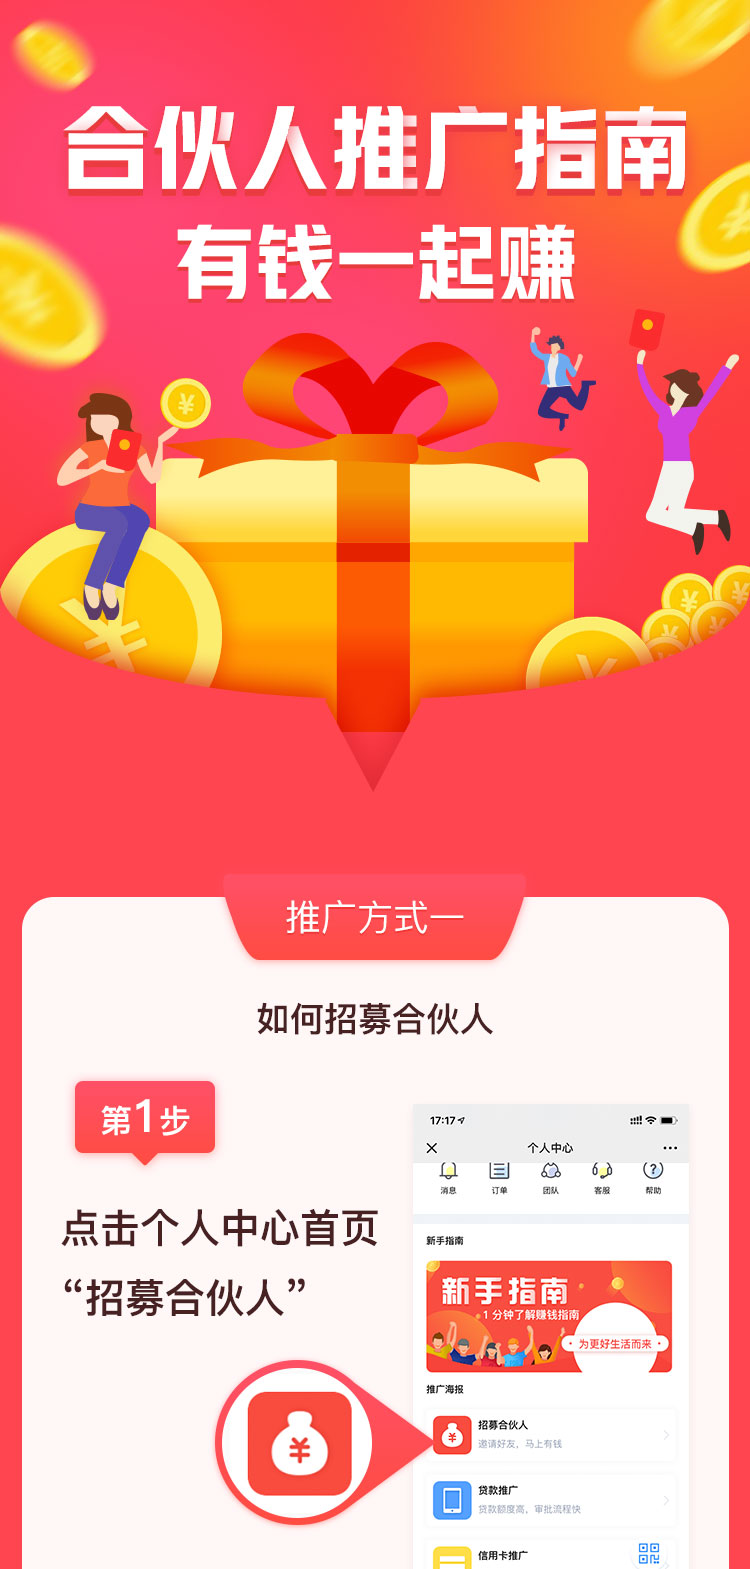 合伙人推广指南
有钱一起赚
推广方式一
如何招募合伙人
第1步
点击个人中心首页
“招募合伙人”
17:17
个人中心
消息 订单 团队 客服 帮助
新手指南
新手指南
1 分钟了解赚钱指南
·为更好生活而来·
推广海报
招募合伙人
邀请好友、马上有钱
贷款推广
贷款额度高、审批流程快
信用卡推广